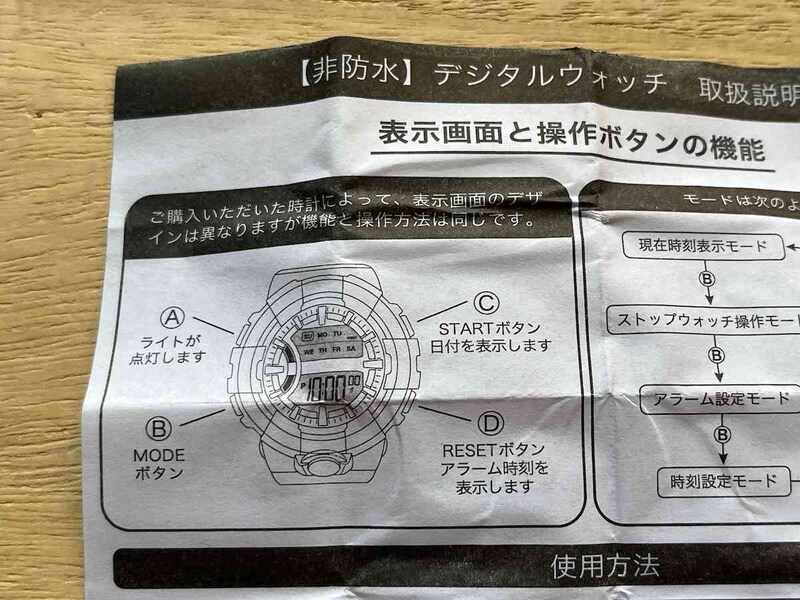 【非防水】デジタルウォッチ 取扱説明
表示画面と操作ボタンの機能
ご購入いただいた時計によって、表示画面のデザ
インは異なりますが機能と操作方法は同じです。
A
ライトが
点灯します
B
MODE
ボタン
SU MO TU
WE TH FR SA
P 10:00 00
C
STARTボタン
日付を表示します
D
RESETボタン
アラーム時刻を
表示します
モードは次のよ
現在時刻表示モード
B
ストップウォッチ操作モー
B
アラーム設定モード
B
時刻設定モード
使用方法